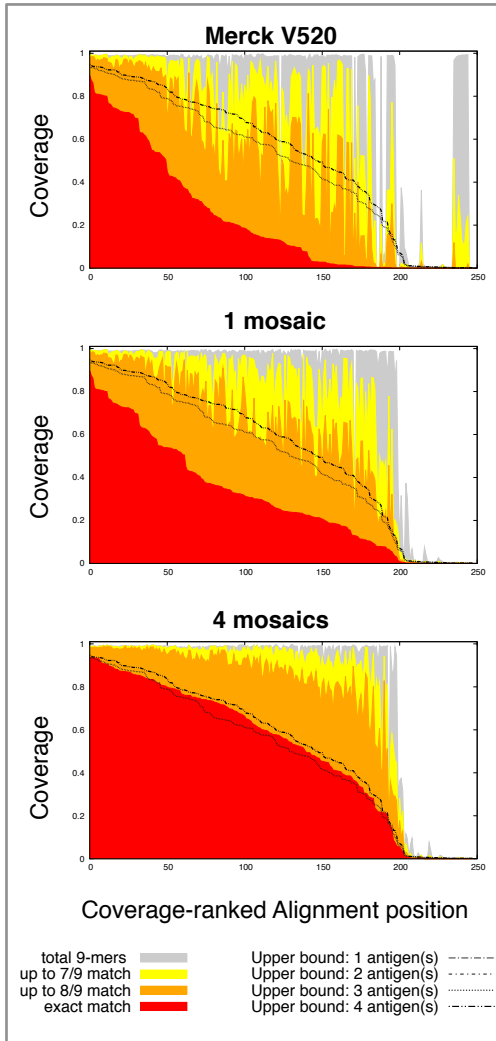 Merck V520
Coverage
1
0.8
0.6
0.4
0.2
0
0 50 100 150 200 250
1 mosaic
Coverage
1
0.8
0.6
0.4
0.2
0
0 50 100 150 200 250
4 mosaics
Coverage
1
0.8
0.6
0.4
0.2
0
0 50 100 150 200 250
Coverage-ranked Alignment position
total 9-mers
up to 7/9 match
up to 8/9 match
exact match
Upper bound: 1 antigen(s)
Upper bound: 2 antigen(s)
Upper bound: 3 antigen(s)
Upper bound: 4 antigen(s)